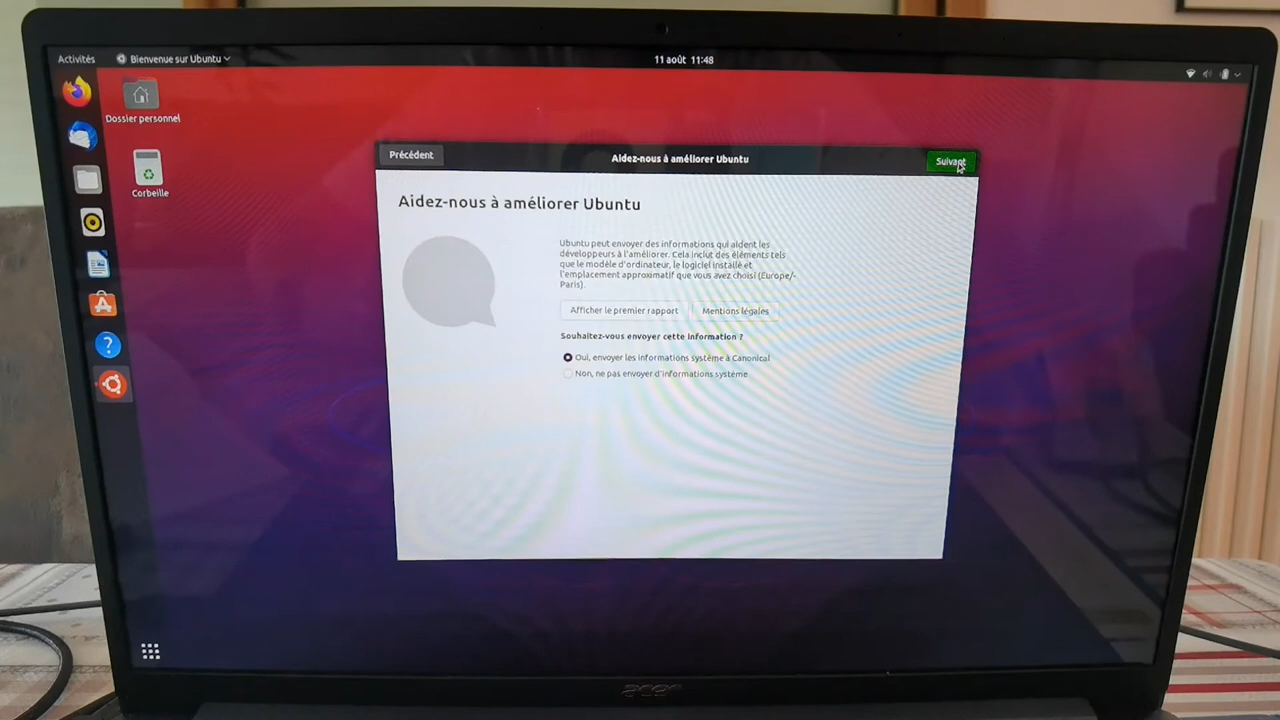 Activités
Bienvenue sur Ubuntu
11 août 11:48
Dossier personnel
Corbeille
Précédent
Aidez-nous à améliorer Ubuntu
Suivant
Aidez-nous à améliorer Ubuntu
Ubuntu peut envoyer des informations qui aident les
développeurs à l'améliorer. Cela inclut des éléments tels
que le modèle d'ordinateur, le logiciel installé et
l'emplacement approximatif que vous avez choisi (Europe/-
Paris).
Afficher le premier rapport
Mentions légales
Souhaitez-vous envoyer cette information ?
Oui, envoyer les informations système à Canonical
Non, ne pas envoyer d'informations système
acer